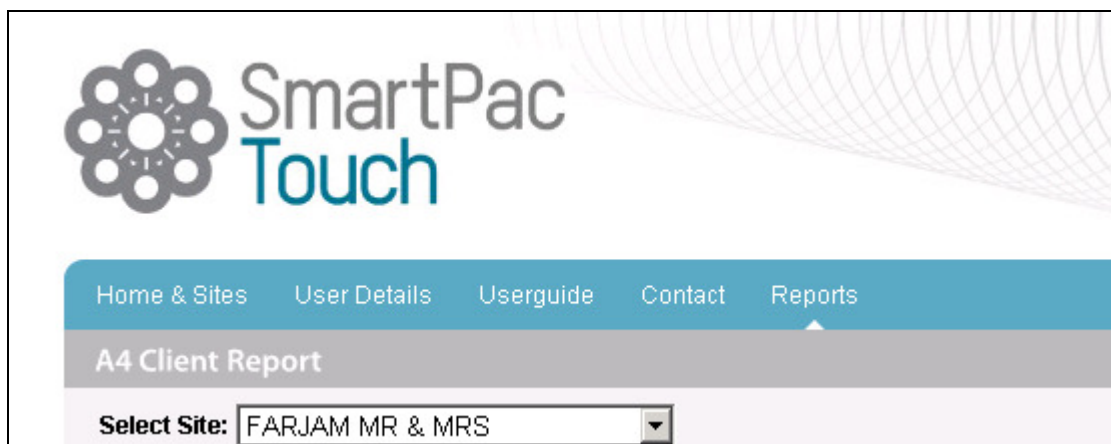 SmartPac
Touch
Home & Sites User Details Userguide Contact Reports
A4 Client Report
Select Site: FARJAM MR & MRS